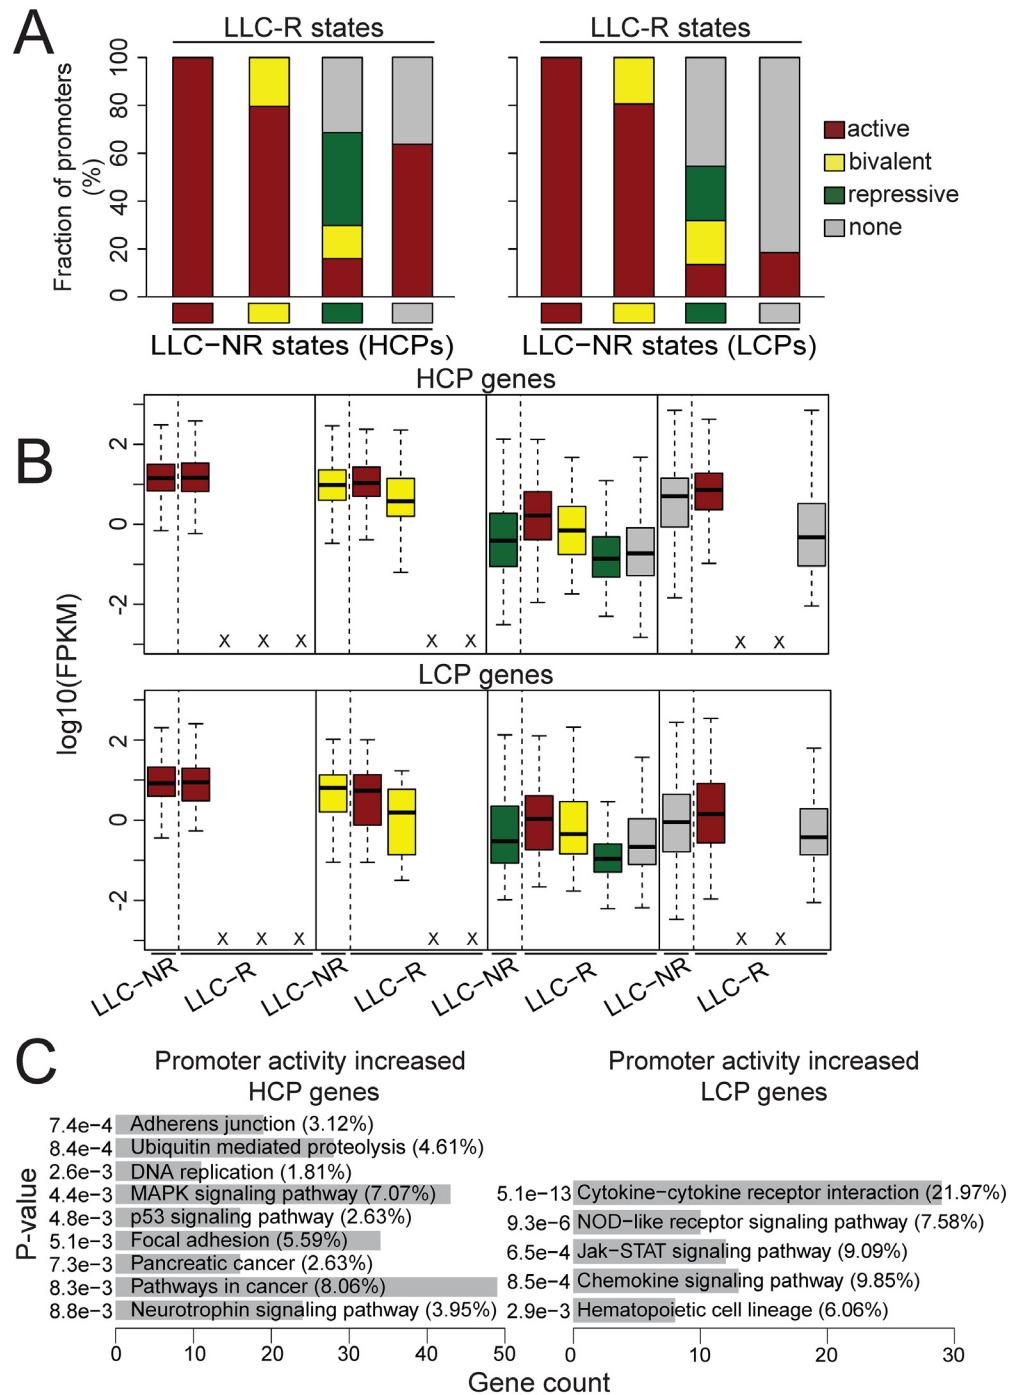 A
LLC-R states
LLC-R states
Fraction of promoters
(%)
100
80
60
40
20
0
active
bivalent
repressive
none
LLC−NR states (HCPs)
LLC−NR states (LCPs)
B
HCP genes
log10(FPKM)
2
0
-2
X X X
X X
X X
LCP genes
2
0
-2
X X X
X X
X X
LLC−NR
LLC−R
LLC−NR
LLC−R
LLC−NR
LLC−R
LLC−NR
LLC−R
C
Promoter activity increased
HCP genes
P-value
7.4e−4 Adherens junction (3.12%)
8.4e−4 Ubiquitin mediated proteolysis (4.61%)
2.6e−3 DNA replication (1.81%)
4.4e−3 MAPK signaling pathway (7.07%)
4.8e−3 p53 signaling pathway (2.63%)
5.1e−3 Focal adhesion (5.59%)
7.3e−3 Pancreatic cancer (2.63%)
8.3e−3 Pathways in cancer (8.06%)
8.8e−3 Neurotrophin signaling pathway (3.95%)
0 10 20 30 40 50
Promoter activity increased
LCP genes
5.1e−13 Cytokine−cytokine receptor interaction (21.97%)
9.3e−6 NOD−like receptor signaling pathway (7.58%)
6.5e−4 Jak−STAT signaling pathway (9.09%)
8.5e−4 Chemokine signaling pathway (9.85%)
2.9e−3 Hematopoietic cell lineage (6.06%)
0 10 20 30
Gene count